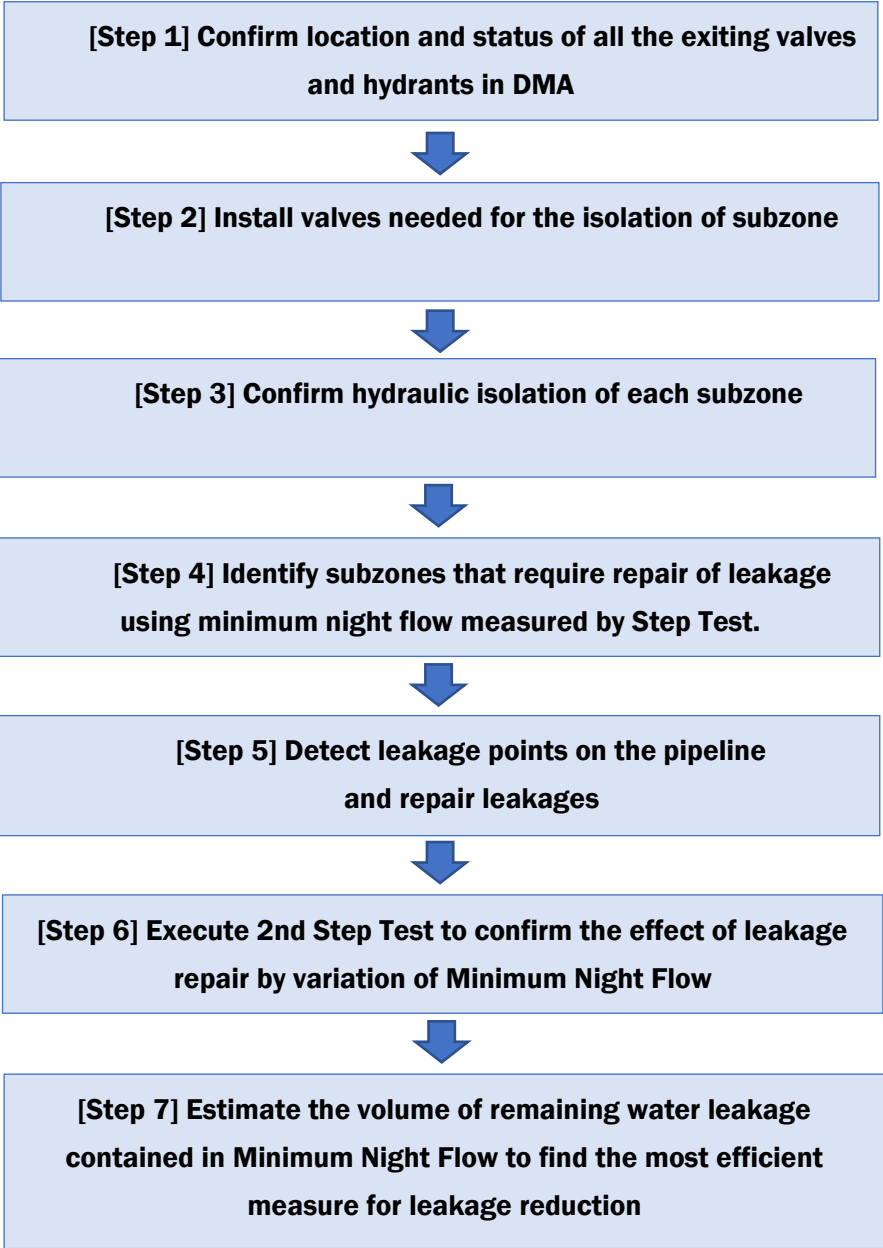 [Step 1] Confirm location and status of all the exiting valves
and hydrants in DMA
[Step 2] Install valves needed for the isolation of subzone
[Step 3] Confirm hydraulic isolation of each subzone
[Step 4] Identify subzones that require repair of leakage
using minimum night flow measured by Step Test.
[Step 5] Detect leakage points on the pipeline
and repair leakages
[Step 6] Execute 2nd Step Test to confirm the effect of leakage
repair by variation of Minimum Night Flow
[Step 7] Estimate the volume of remaining water leakage
contained in Minimum Night Flow to find the most efficient
measure for leakage reduction